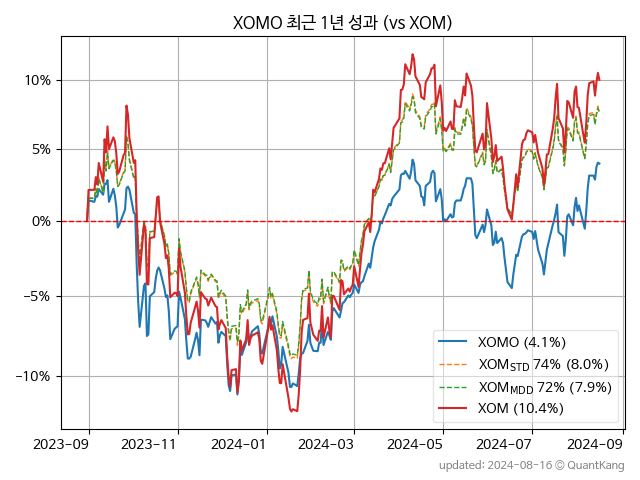 XOMO 최근 1년 성과 (vs XOM)
10%
5%
0%
−5%
−10%
XOMO (4.1%)
XOM_STD 74% (8.0%)
XOM_MDD 72% (7.9%)
XOM (10.4%)
2023-09
2023-11
2024-01
2024-03
2024-05
2024-07
2024-09
updated: 2024-08-16 © QuantKang